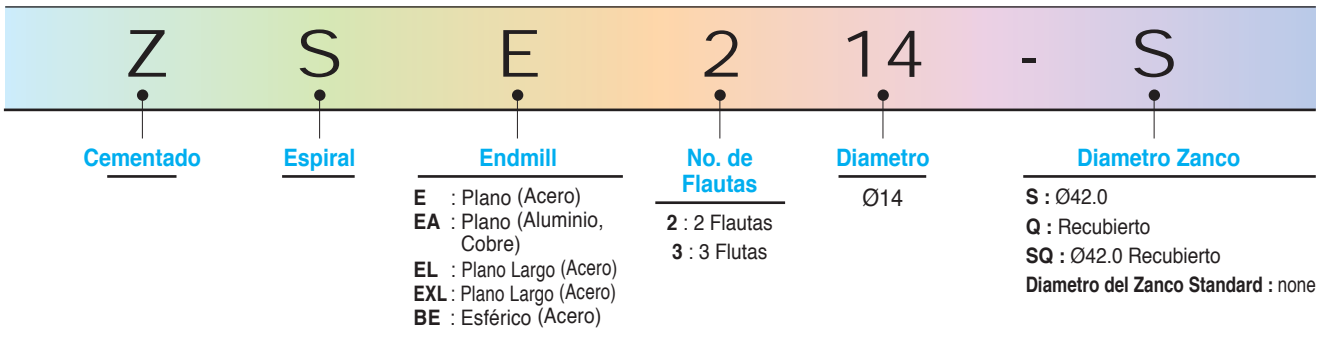 Z S E 2 14 - S
Cementado
Espiral
Endmill
E : Plano (Acero)
EA : Plano (Aluminio,
Cobre)
EL : Plano Largo (Acero)
EXL : Plano Largo (Acero)
BE : Esférico (Acero)
No. de
Flautas
2 : 2 Flautas
3 : 3 Flutas
Diametro
Ø14
Diametro Zanco
S : Ø42.0
Q : Recubierto
SQ : Ø42.0 Recubierto
Diametro del Zanco Standard : none